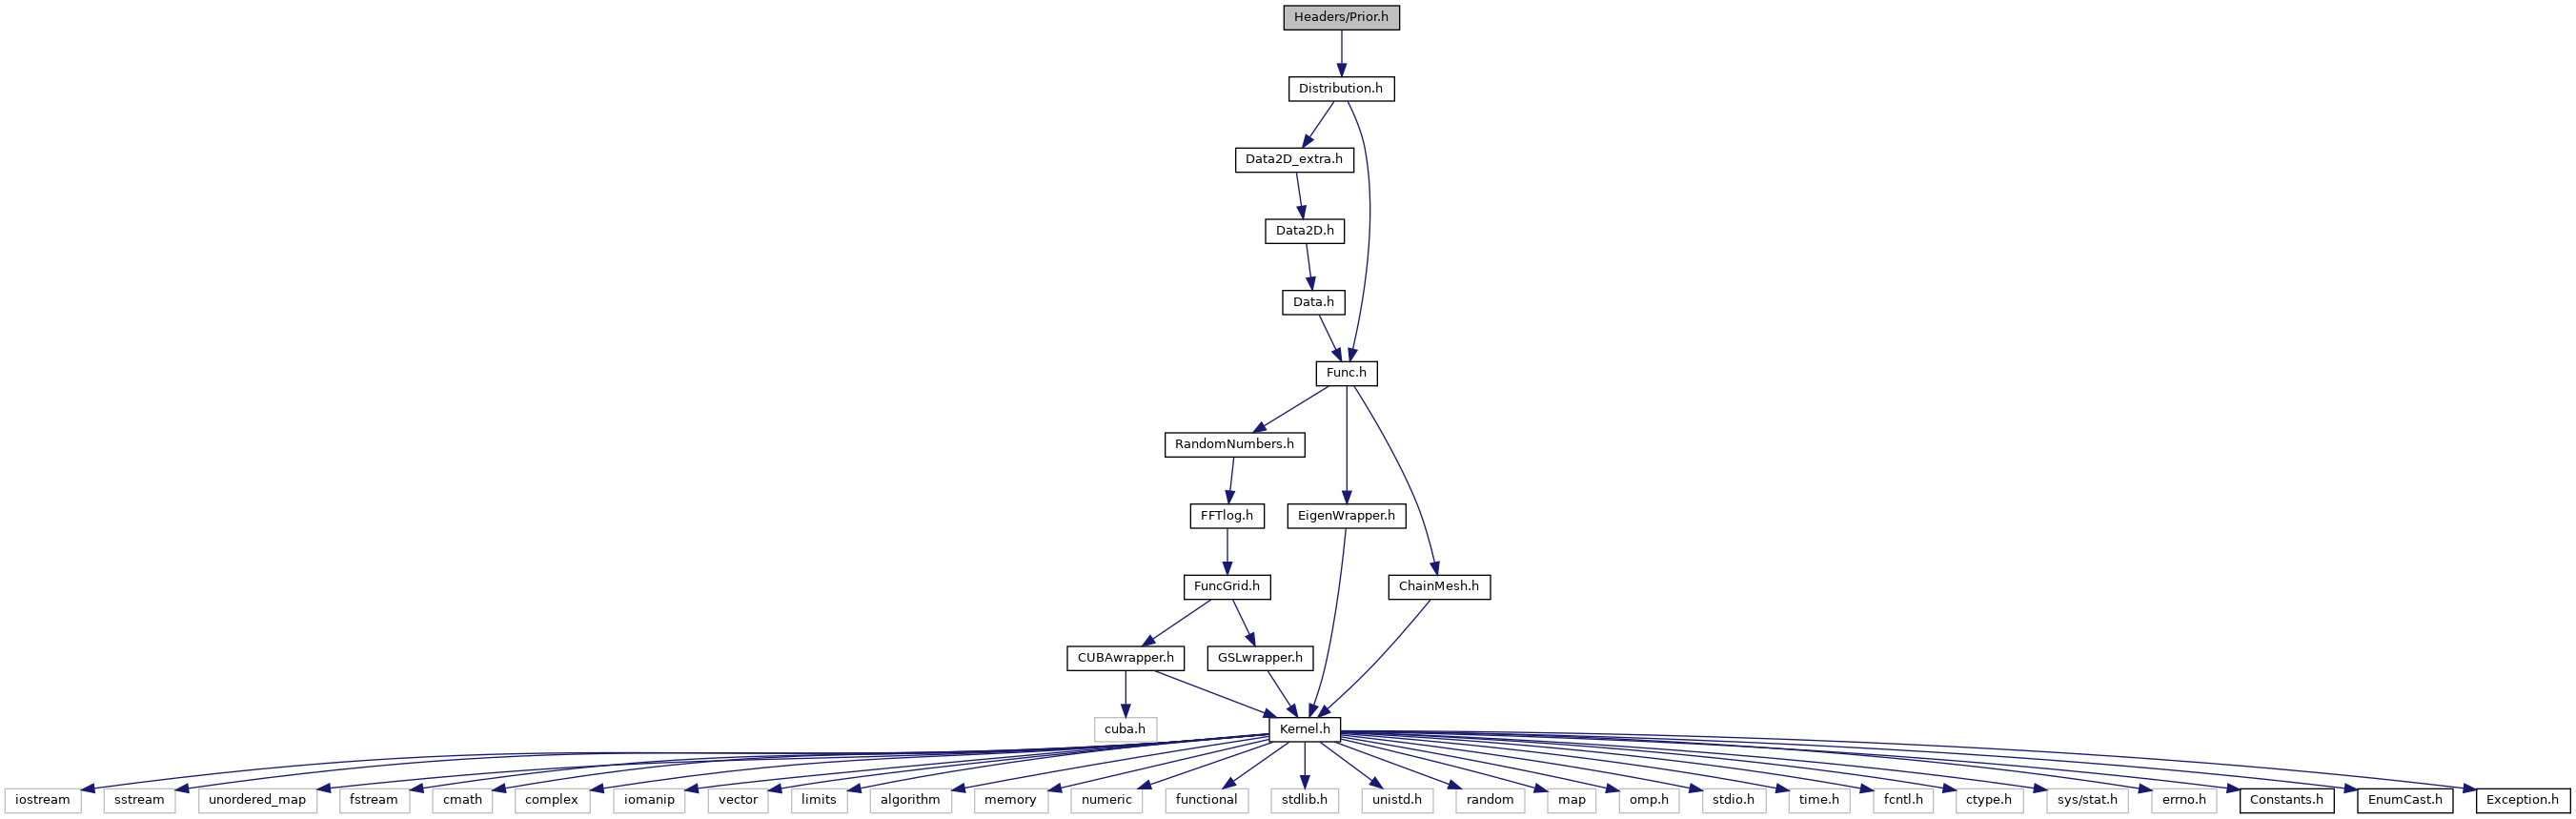 Headers/Prior.h
Distribution.h
Data2D_extra.h
Data2D.h
Data.h
Func.h
RandomNumbers.h
FFTlog.h
EigenWrapper.h
FuncGrid.h
ChainMesh.h
CUBAwrapper.h
GSLwrapper.h
cuba.h
Kernel.h
iostream
sstream
unordered_map
fstream
cmath
complex
iomanip
vector
limits
algorithm
memory
numeric
functional
stdlib.h
unistd.h
random
map
omp.h
stdio.h
time.h
fcntl.h
ctype.h
sys/stat.h
errno.h
Constants.h
EnumCast.h
Exception.h